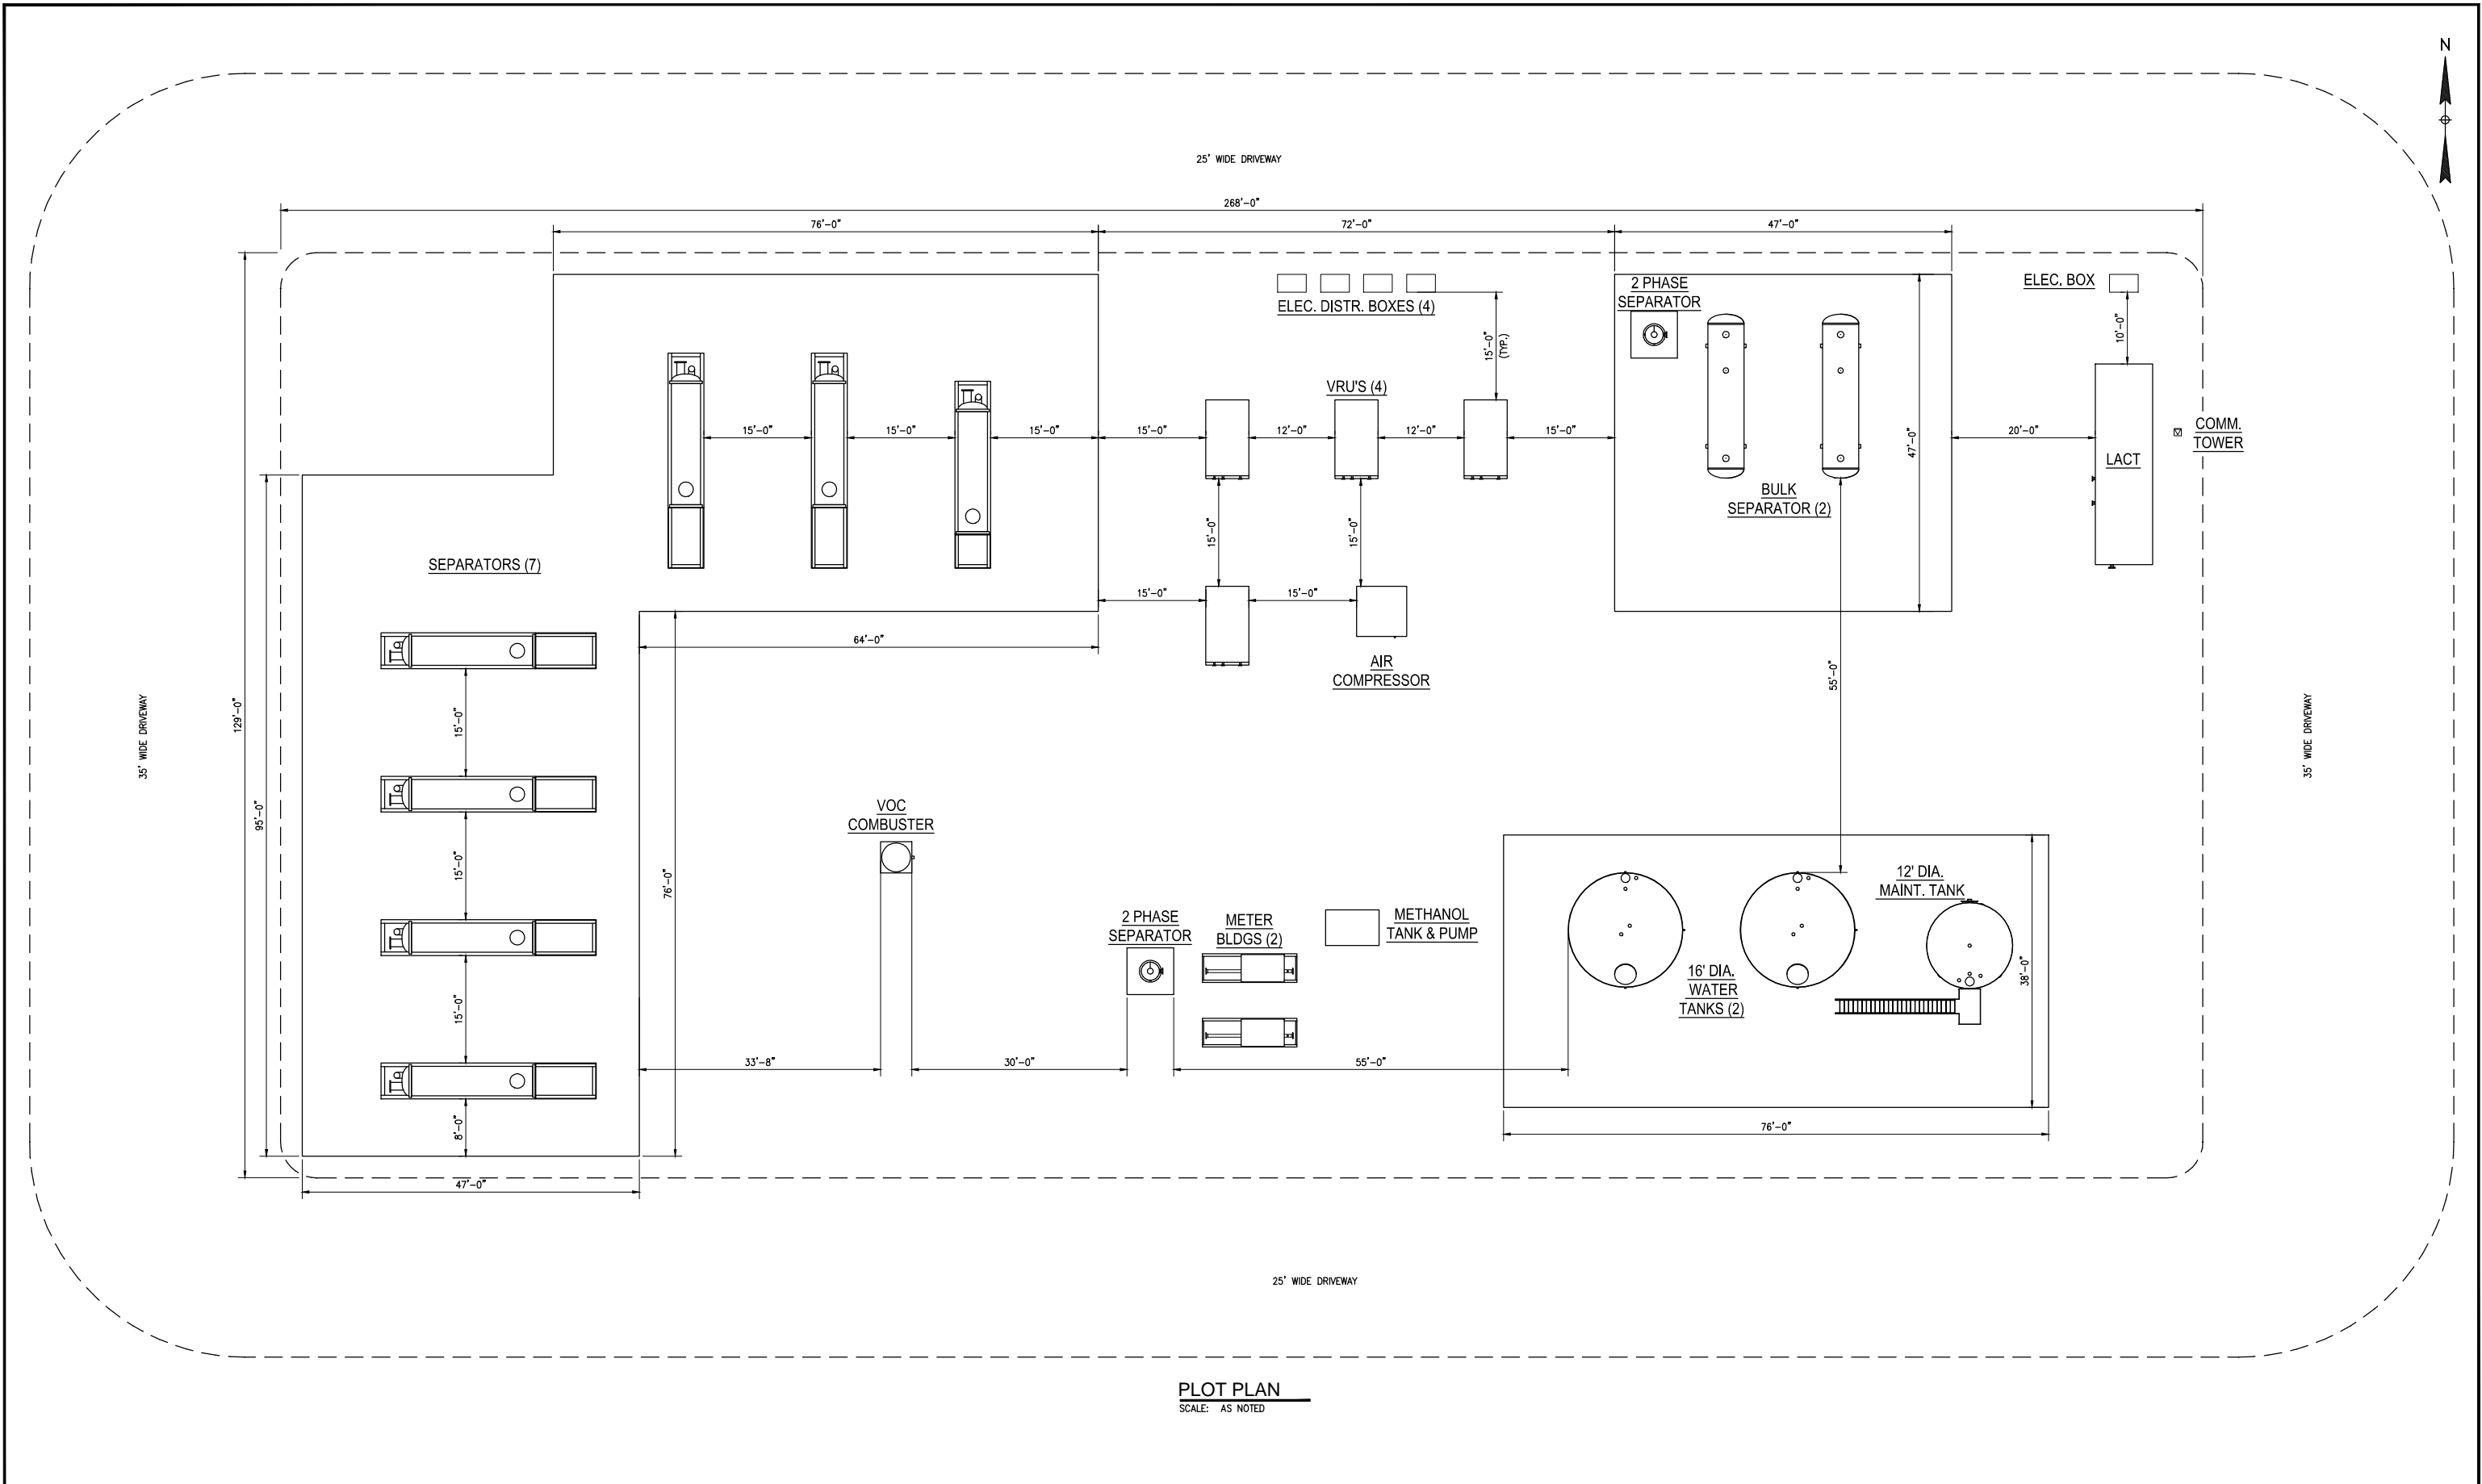 N
25' WIDE DRIVEWAY
268'-0"
76'-0"
72'-0"
47'-0"
2 PHASE
SEPARATOR
ELEC. BOX
ELEC. DISTR. BOXES (4)
15'-0"
(TYP.)
10'-0"
VRU'S (4)
15'-0"
15'-0"
15'-0"
15'-0"
12'-0"
12'-0"
15'-0"
47'-0"
20'-0"
COMM.
TOWER
LACT
BULK
SEPARATOR (2)
15'-0"
15'-0"
SEPARATORS (7)
15'-0"
15'-0"
64'-0"
AIR
COMPRESSOR
55'-0"
35' WIDE DRIVEWAY
129'-0"
95'-0"
15'-0"
15'-0"
15'-0"
8'-0"
76'-0"
VOC
COMBUSTER
2 PHASE
SEPARATOR
METER
BLDGS (2)
METHANOL
TANK & PUMP
12' DIA.
MAINT. TANK
16' DIA.
WATER
TANKS (2)
38'-0"
35' WIDE DRIVEWAY
33'-8"
30'-0"
55'-0"
76'-0"
47'-0"
25' WIDE DRIVEWAY
PLOT PLAN
SCALE: AS NOTED